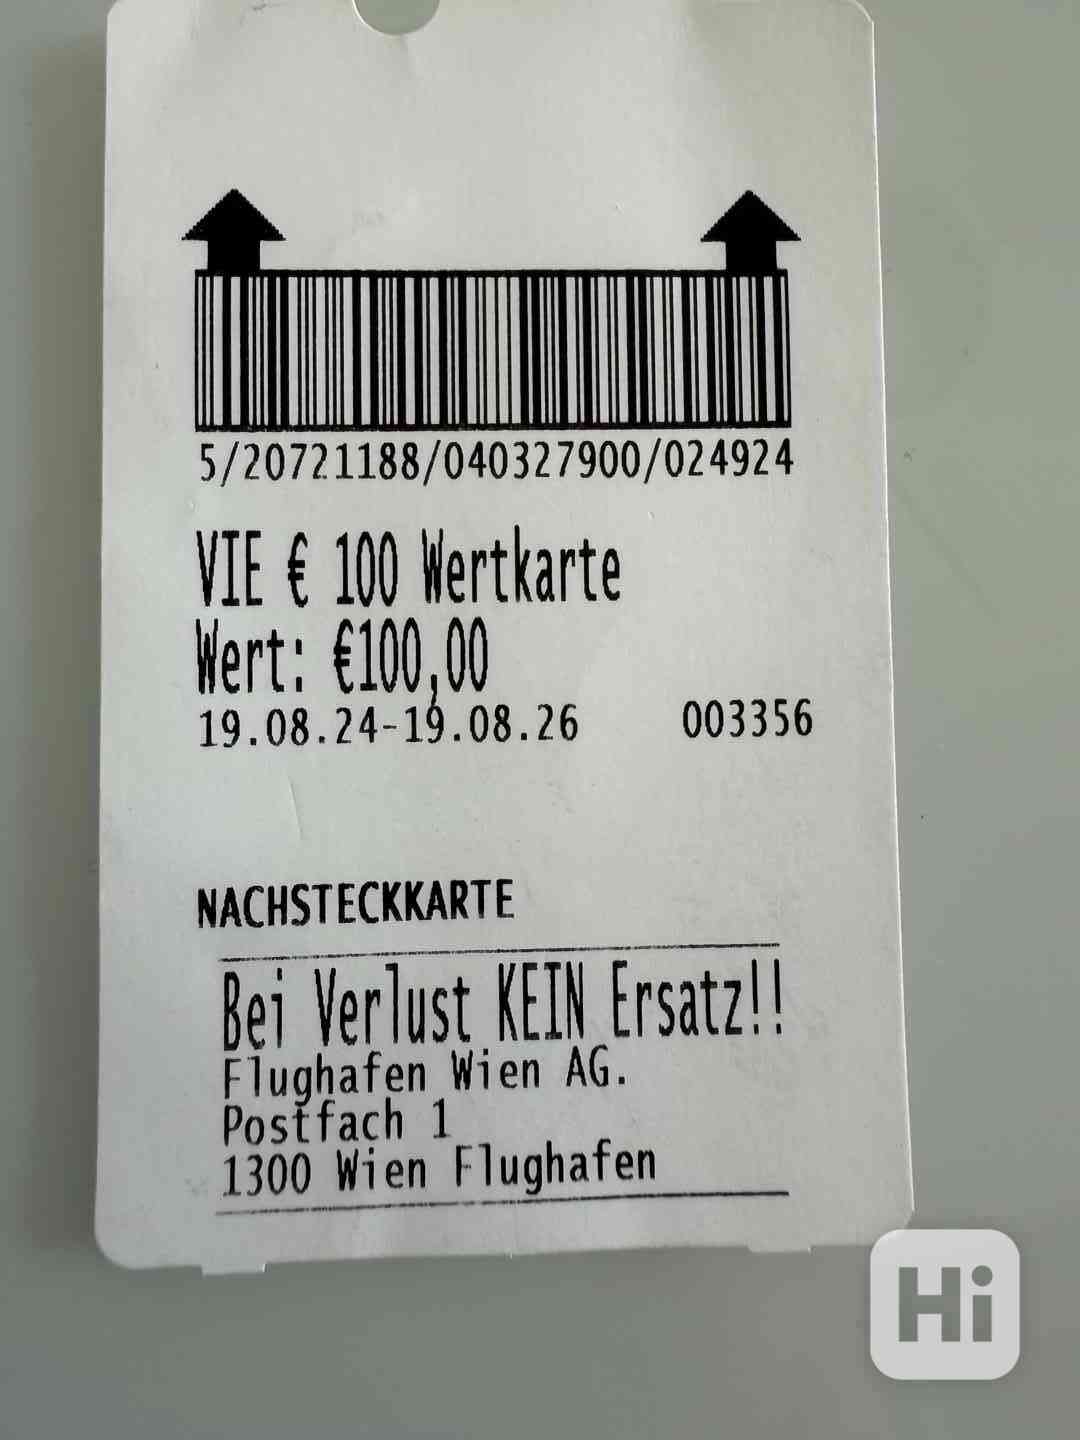 5/20721188/040327900/024924
VIE € 100 Wertkarte
Wert: €100,00
19.08.24-19.08.26 003356
NACHSTECKKARTE
Bei Verlust KEIN Ersatz!!
Flughafen Wien AG.
Postfach 1
1300 Wien Flughafen
Hi